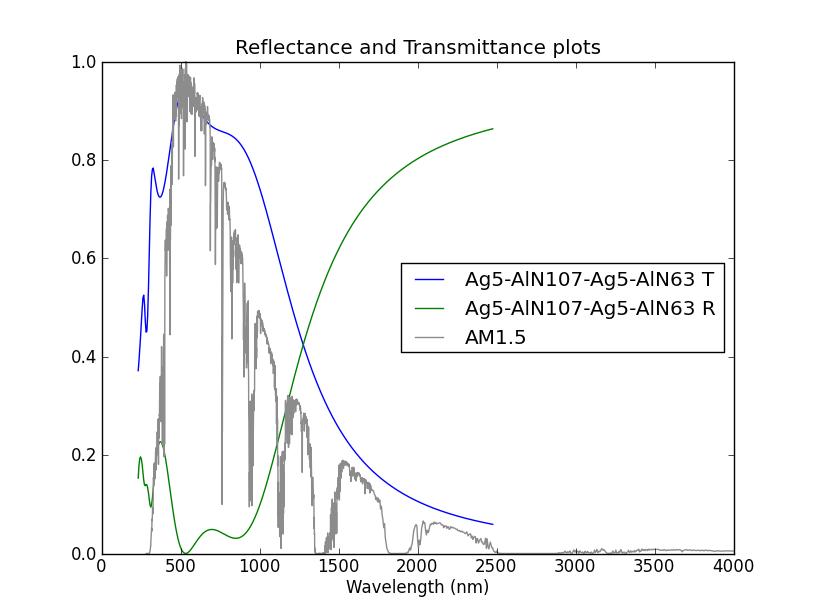 Reflectance and Transmittance plots
1.0
0.8
0.6
0.4
0.2
0.0
Ag5-AlN107-Ag5-AlN63 T
Ag5-AlN107-Ag5-AlN63 R
AM1.5
0 500 1000 1500 2000 2500 3000 3500 4000
Wavelength (nm)